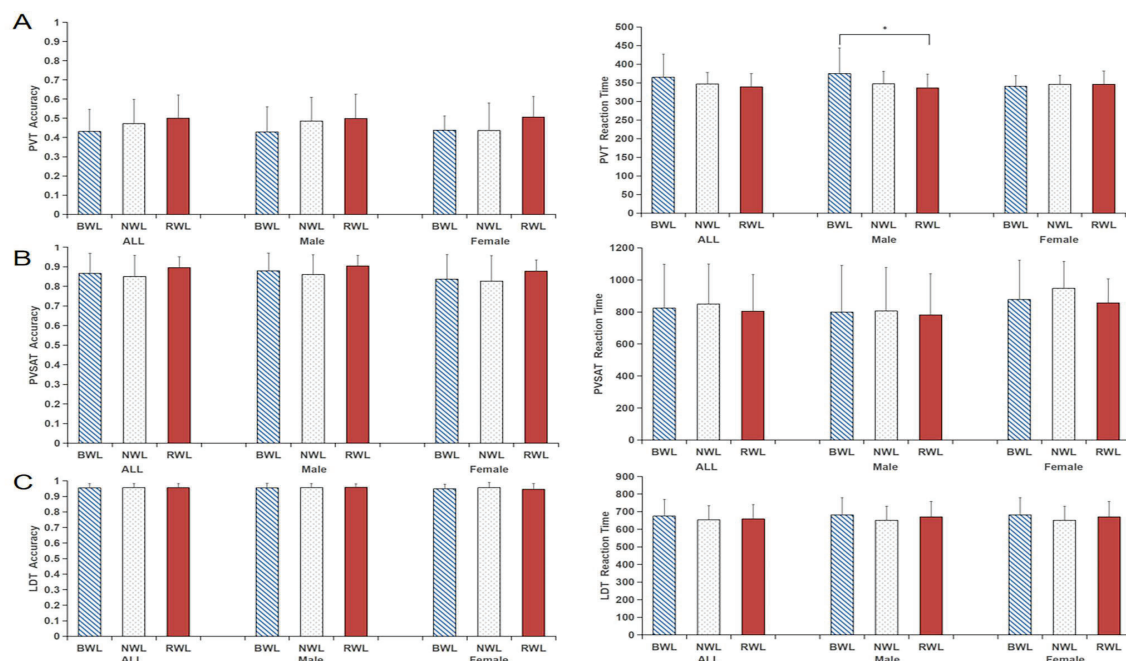 A
PVT Accuracy
1
0.9
0.8
0.7
0.6
0.5
0.4
0.3
0.2
0.1
0
BWL NWL RWL BWL NWL RWL BWL NWL RWL
ALL Male Female
PVT Reaction Time
500
450
400
350
300
250
200
150
100
50
0
*
BWL NWL RWL BWL NWL RWL BWL NWL RWL
ALL Male Female
B
PVSAT Accuracy
1
0.9
0.8
0.7
0.6
0.5
0.4
0.3
0.2
0.1
0
BWL NWL RWL BWL NWL RWL BWL NWL RWL
ALL Male Female
PVSAT Reaction Time
1200
1000
800
600
400
200
0
BWL NWL RWL BWL NWL RWL BWL NWL RWL
ALL Male Female
C
LDT Accuracy
1
0.9
0.8
0.7
0.6
0.5
0.4
0.3
0.2
0.1
0
BWL NWL RWL BWL NWL RWL BWL NWL RWL
ALL Male Female
LDT Reaction Time
900
800
700
600
500
400
300
200
100
0
BWL NWL RWL BWL NWL RWL BWL NWL RWL
ALL Male Female